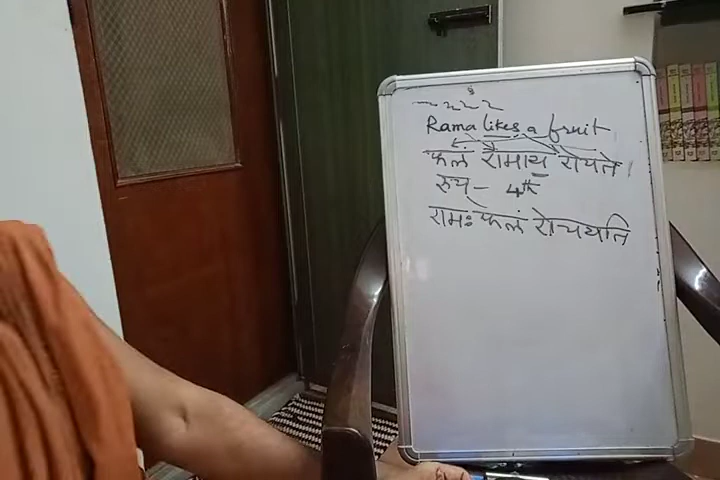 Rama likes a fruit
फलं रामाय रोचते
रुच - 4th
रामः फलं रोचयति